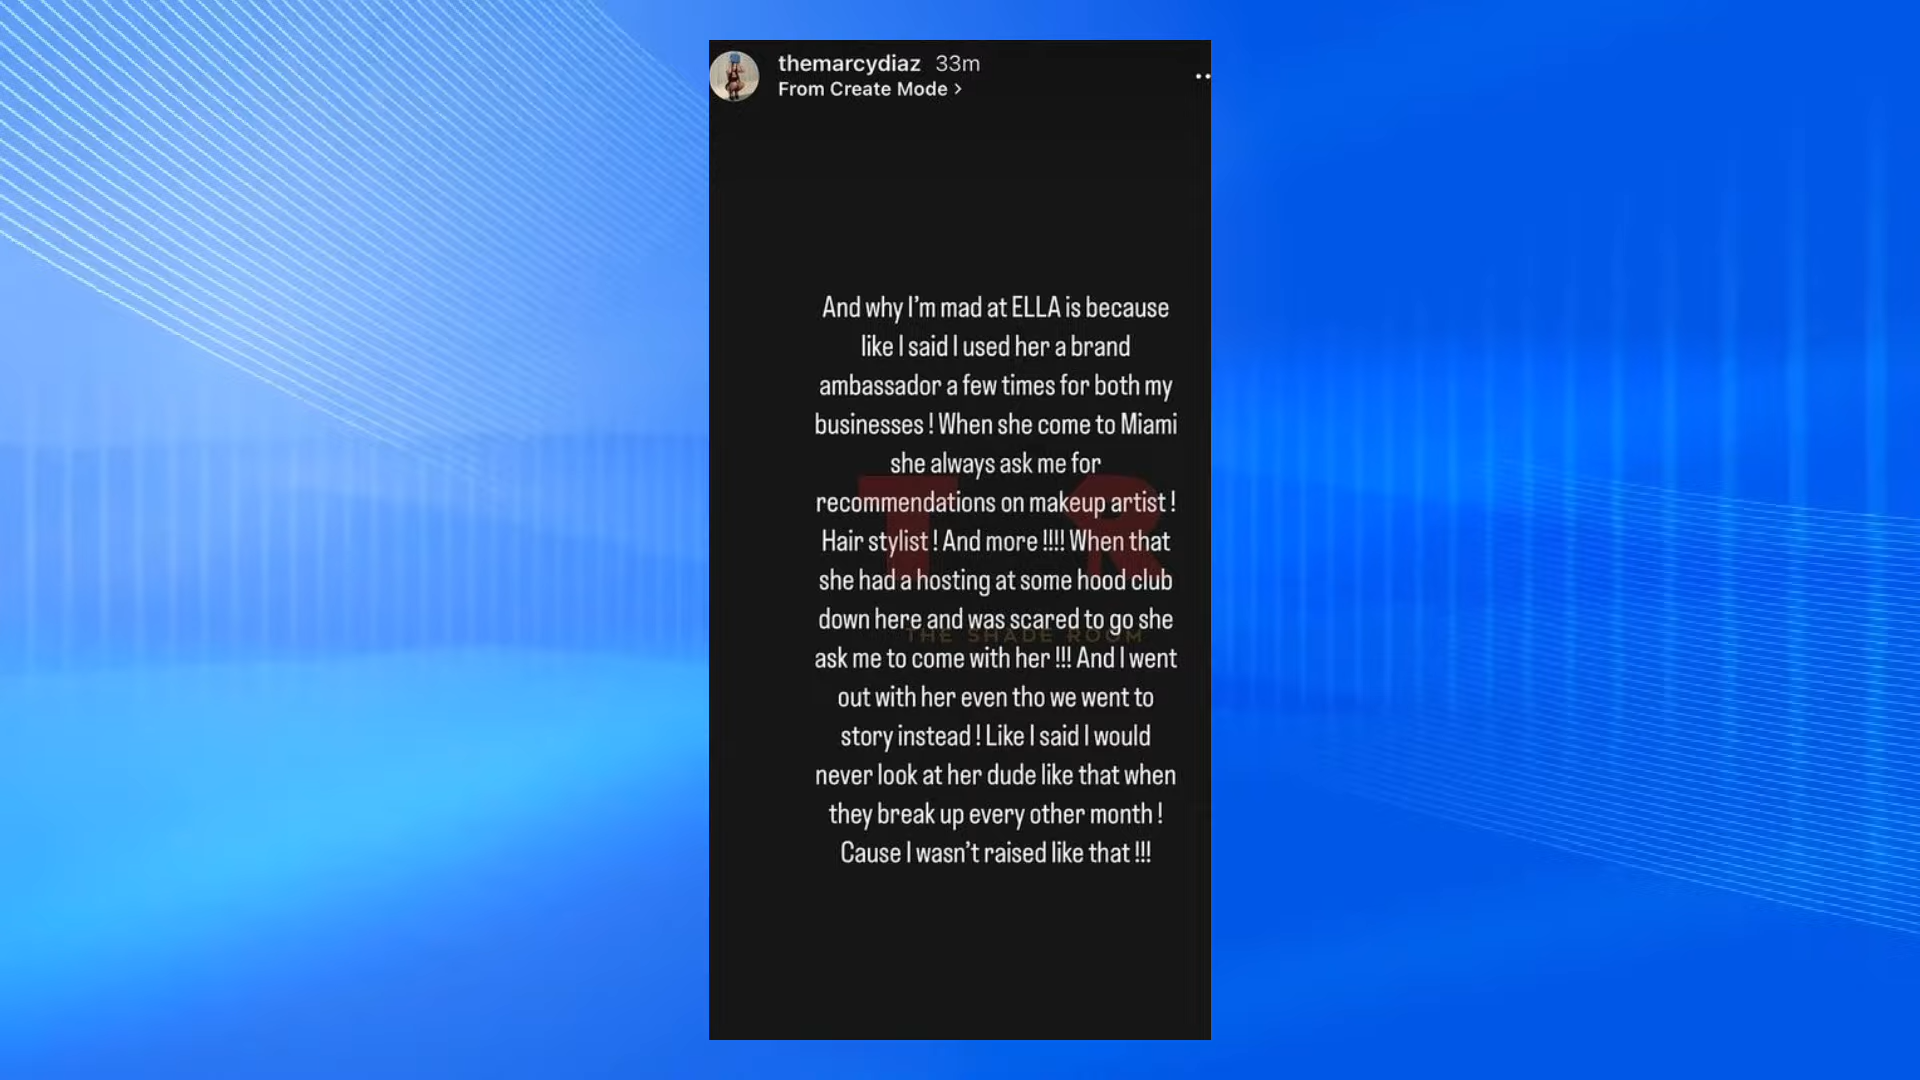 themarcydiaz 33m
From Create Mode >
And why I'm mad at ELLA is because
like I said I used her a brand
ambassador a few times for both my
businesses ! When she come to Miami
she always ask me for
recommendations on makeup artist !
Hair stylist ! And more !!!! When that
she had a hosting at some hood club
down here and was scared to go she
ask me to come with her !!! And I went
out with her even tho we went to
story instead ! Like I said I would
never look at her dude like that when
they break up every other month !
Cause I wasn't raised like that !!!
T R
THE SHADE ROOM